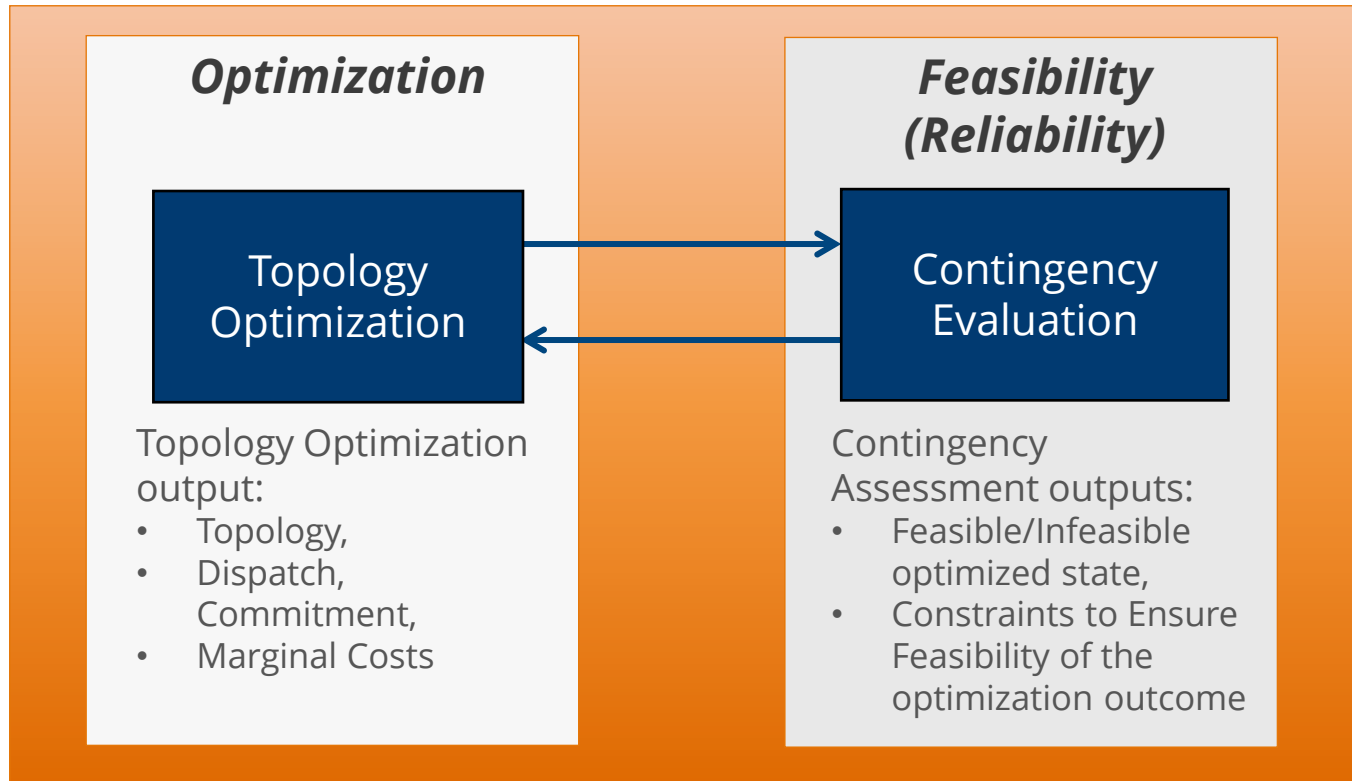 Optimization
Topology
Optimization
Topology Optimization
output:
• Topology,
• Dispatch,
Commitment,
• Marginal Costs
Feasibility
(Reliability)
Contingency
Evaluation
Contingency
Assessment outputs:
• Feasible/Infeasible
optimized state,
• Constraints to Ensure
Feasibility of the
optimization outcome